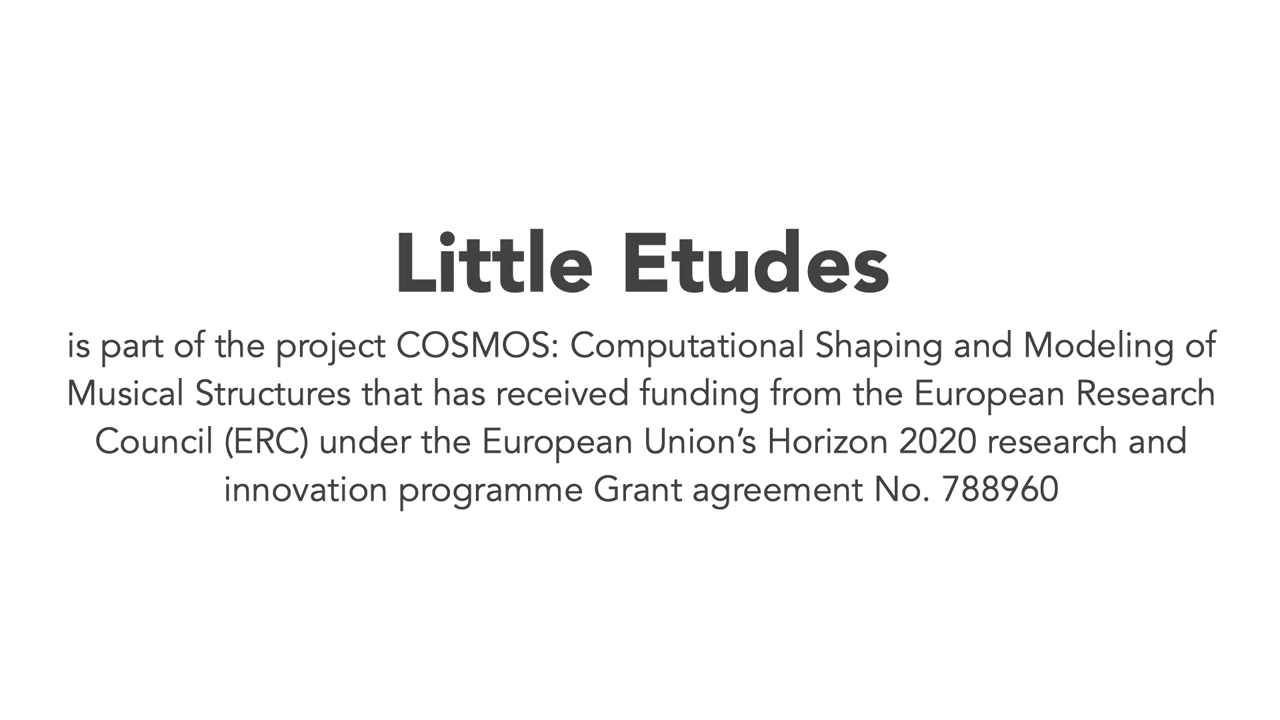 Little Etudes
is part of the project COSMOS: Computational Shaping and Modeling of
Musical Structures that has received funding from the European Research
Council (ERC) under the European Union’s Horizon 2020 research and
innovation programme Grant agreement No. 788960